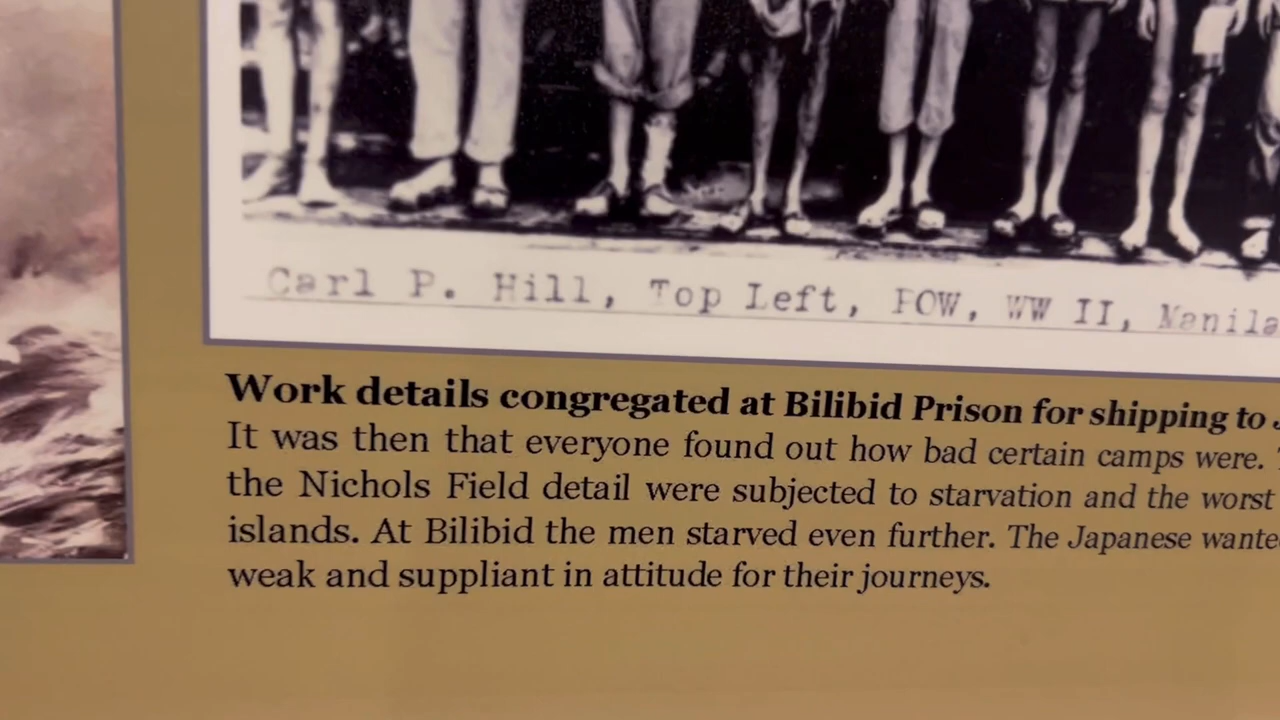 Carl P. Hill, Top Left, POW, WW II, Manila
Work details congregated at Bilibid Prison for shipping to
It was then that everyone found out how bad certain camps were.
the Nichols Field detail were subjected to starvation and the worst
islands. At Bilibid the men starved even further. The Japanese wante
weak and suppliant in attitude for their journeys.